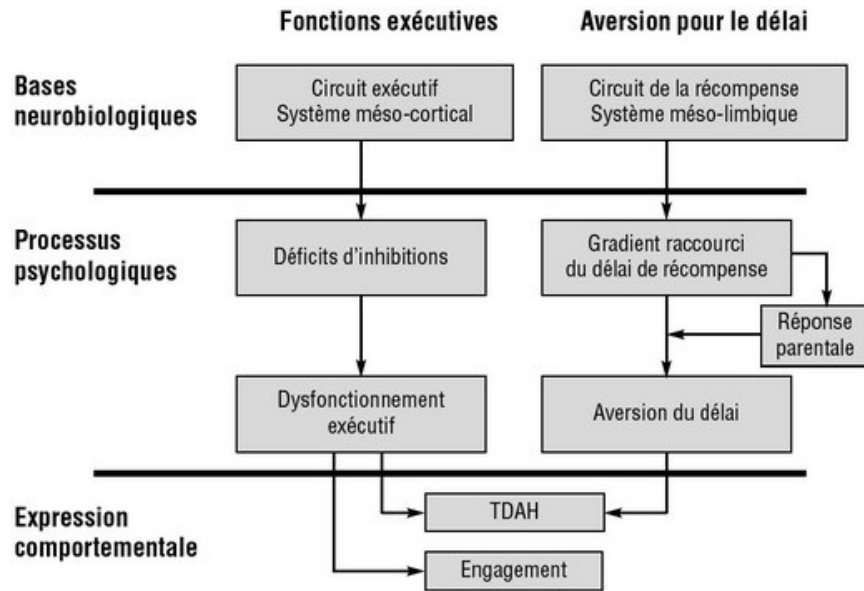 Fonctions exécutives
Aversion pour le délai
Bases
neurobiologiques
Circuit exécutif
Système méso-cortical
Circuit de la récompense
Système méso-limbique
Processus
psychologiques
Déficits d'inhibitions
Gradient raccourci
du délai de récompense
Réponse
parentale
Dysfonctionnement
exécutif
Aversion du délai
Expression
comportementale
TDAH
Engagement